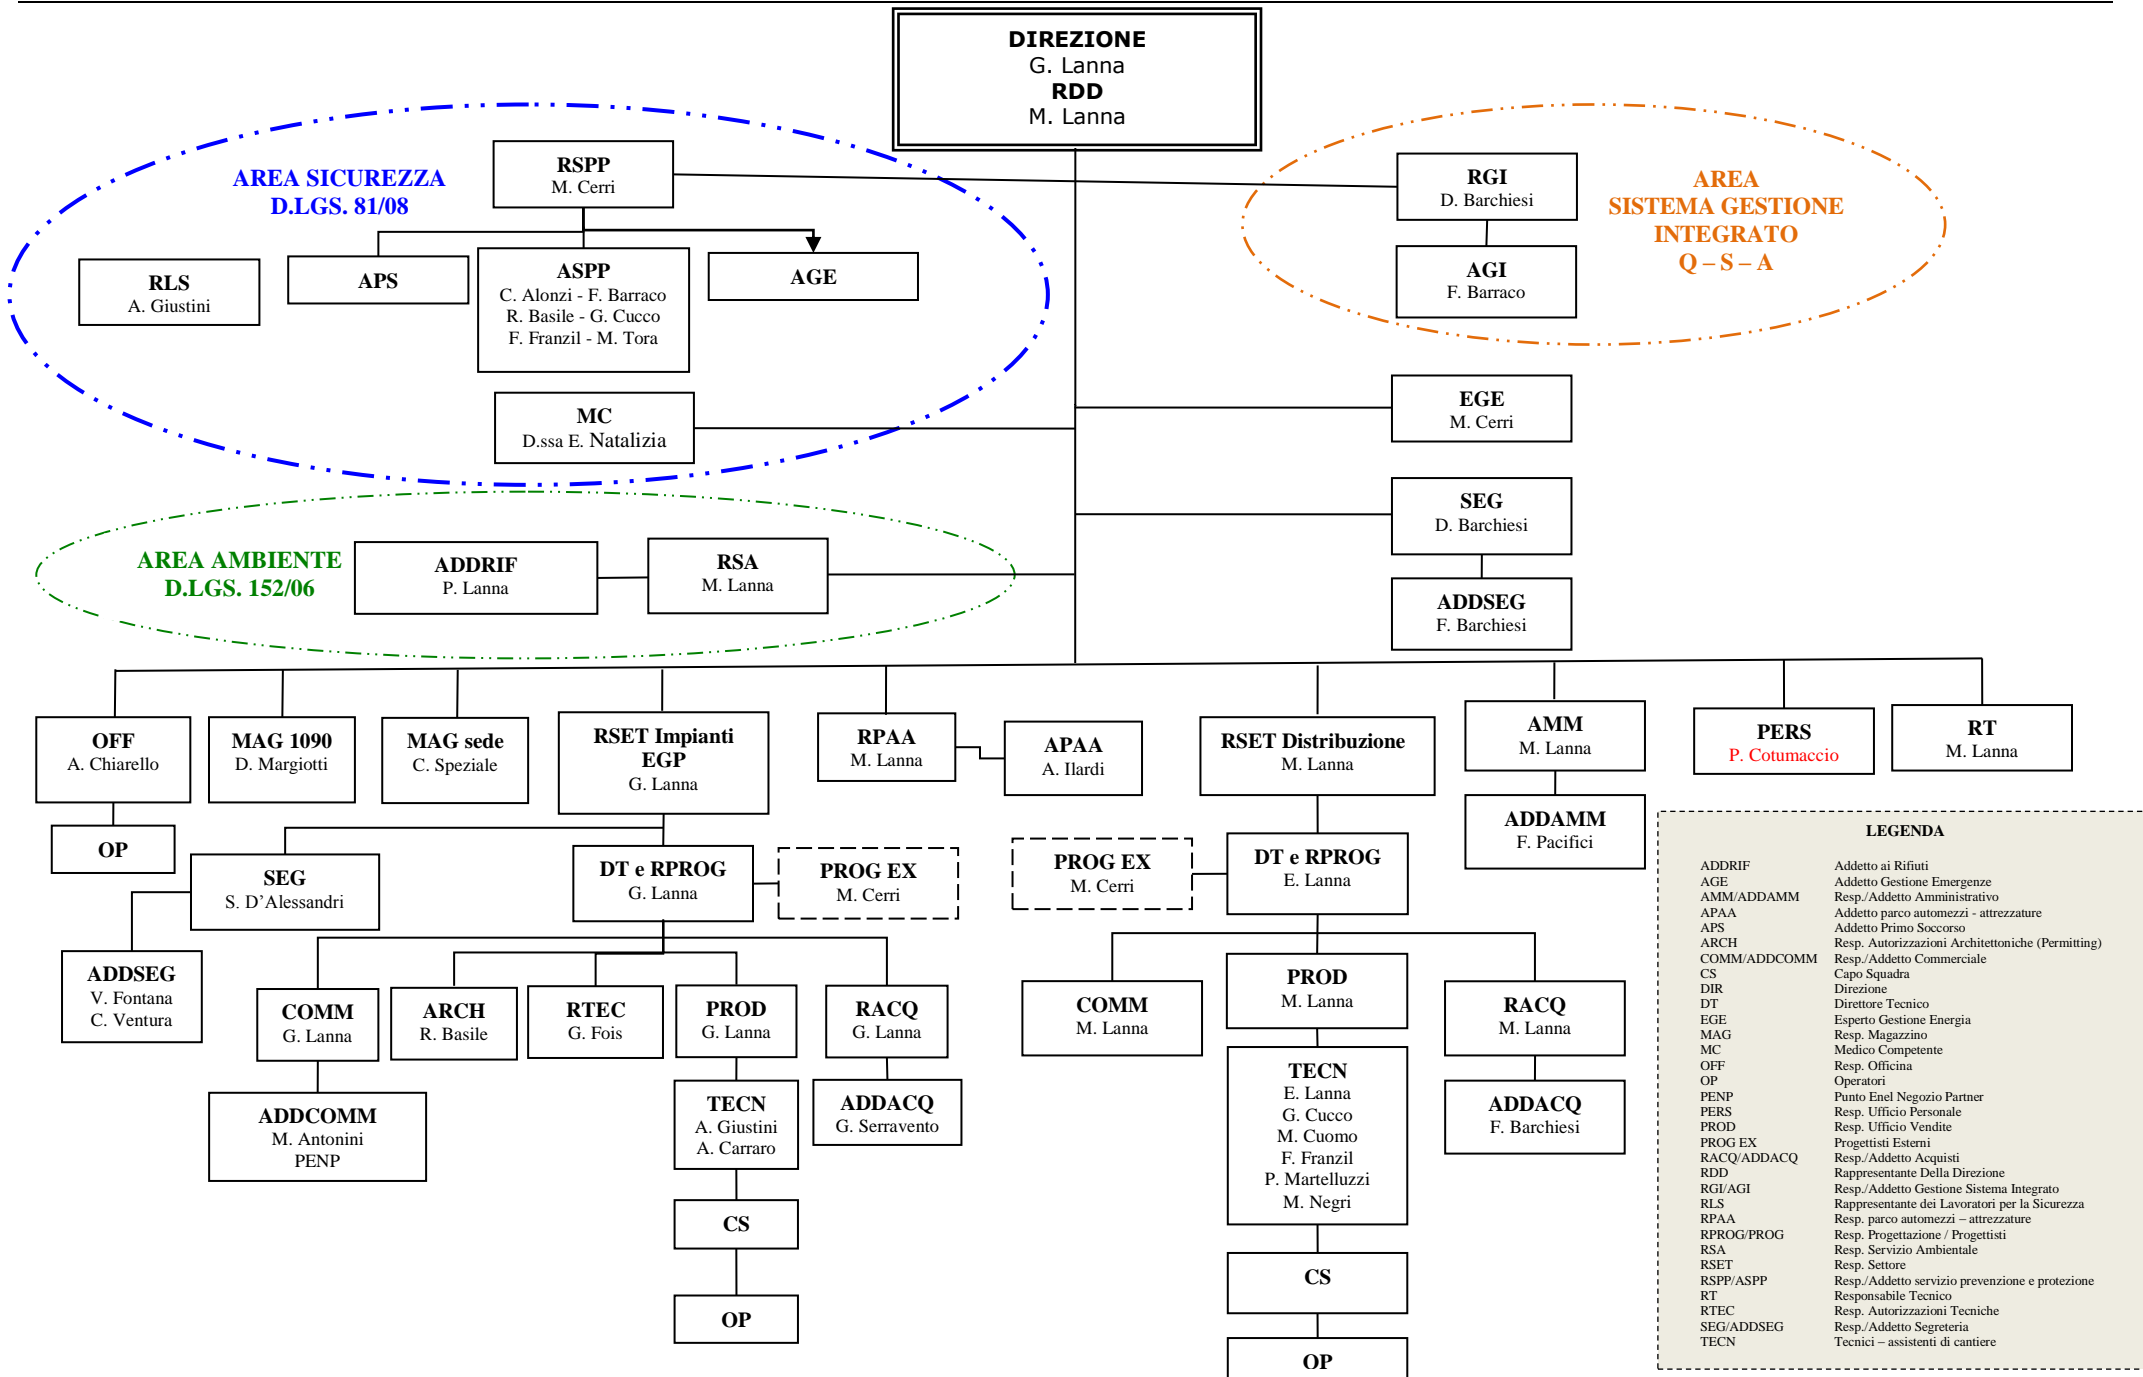 DIREZIONE
G. Lanna
RDD
M. Lanna
AREA SICUREZZA
D.LGS. 81/08
RSPP
M. Cerri
RLS
A. Giustini
APS
ASPP
C. Alonzi - F. Barraco
R. Basile - G. Cucco
F. Franzil - M. Tora
AGE
MC
D.ssa E. Natalizia
RGI
D. Barchiesi
AGI
F. Barraco
AREA
SISTEMA GESTIONE
INTEGRATO
Q – S – A
EGE
M. Cerri
SEG
D. Barchiesi
ADDSEG
F. Barchiesi
AREA AMBIENTE
D.LGS. 152/06
ADDRIF
P. Lanna
RSA
M. Lanna
OFF
A. Chiarello
OP
MAG 1090
D. Margiotti
MAG sede
C. Speziale
RSET Impianti
EGP
G. Lanna
RPAA
M. Lanna
APAA
A. Ilardi
RSET Distribuzione
M. Lanna
AMM
M. Lanna
ADDAMM
F. Pacifici
PERS
P. Cotumaccio
RT
M. Lanna
SEG
S. D’Alessandri
ADDSEG
V. Fontana
C. Ventura
DT e RPROG
G. Lanna
PROG EX
M. Cerri
COMM
G. Lanna
ADDCOMM
M. Antonini
PENP
ARCH
R. Basile
RTEC
G. Fois
PROD
G. Lanna
TECN
A. Giustini
A. Carraro
CS
OP
RACQ
G. Lanna
ADDACQ
G. Serravento
PROG EX
M. Cerri
DT e RPROG
E. Lanna
COMM
M. Lanna
PROD
M. Lanna
TECN
E. Lanna
G. Cucco
M. Cuomo
F. Franzil
P. Martelluzzi
M. Negri
CS
OP
RACQ
M. Lanna
ADDACQ
F. Barchiesi
LEGENDA
ADDRIF Addetto ai Rifiuti
AGE Addetto Gestione Emergenze
AMM/ADDAMM Resp./Addetto Amministrativo
APAA Addetto parco automezzi - attrezzature
APS Addetto Primo Soccorso
ARCH Resp. Autorizzazioni Architettoniche (Permitting)
COMM/ADDCOMM Resp./Addetto Commerciale
CS Capo Squadra
DIR Direzione
DT Direttore Tecnico
EGE Esperto Gestione Energia
MAG Resp. Magazzino
MC Medico Competente
OFF Resp. Officina
OP Operatori
PENP Punto Enel Negozio Partner
PERS Resp. Ufficio Personale
PROD Resp. Ufficio Vendite
PROG EX Progettisti Esterni
RACQ/ADDACQ Resp./Addetto Acquisti
RDD Rappresentante Della Direzione
RGI/AGI Resp./Addetto Gestione Sistema Integrato
RLS Rappresentante dei Lavoratori per la Sicurezza
RPAA Resp. parco automezzi – attrezzature
RPROG/PROG Resp. Progettazione / Progettisti
RSA Resp. Servizio Ambientale
RSET Resp. Settore
RSPP/ASPP Resp./Addetto servizio prevenzione e protezione
RT Responsabile Tecnico
RTEC Resp. Autorizzazioni Tecniche
SEG/ADDSEG Resp./Addetto Segreteria
TECN Tecnici – assistenti di cantiere